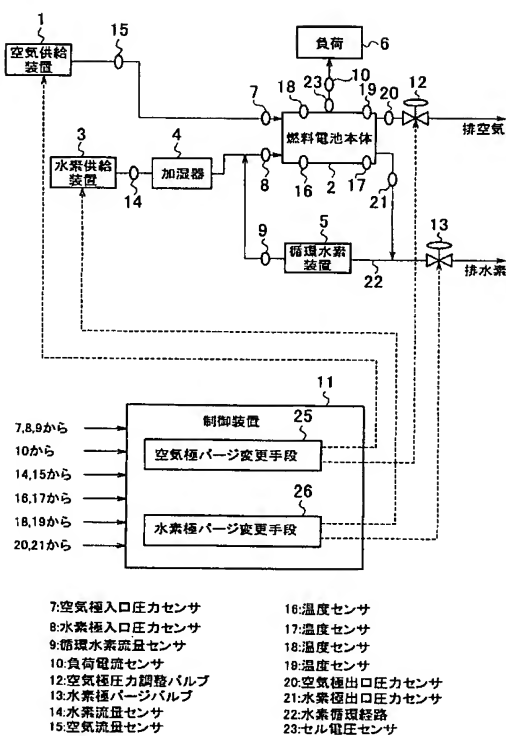 1
空気供給
装置
15
負荷
6
10
23
18
19
20
12
7
燃料電池本体
排空気
3
水素供給
装置
4
加湿器
14
8
16
2
17
21
5
循環水素
装置
9
22
13
排水素
11
制御装置
25
空気極パージ変更手段
26
水素極パージ変更手段
7,8,9から
10から
14,15から
16,17から
18,19から
20,21から
7:空気極入口圧力センサ
8:水素極入口圧力センサ
9:循環水素流量センサ
10:負荷電流センサ
12:空気極圧力調整バルブ
13:水素極パージバルブ
14:水素流量センサ
15:空気流量センサ
16:温度センサ
17:温度センサ
18:温度センサ
19:温度センサ
20:空気極出口圧力センサ
21:水素極出口圧力センサ
22:水素循環経路
23:セル電圧センサ